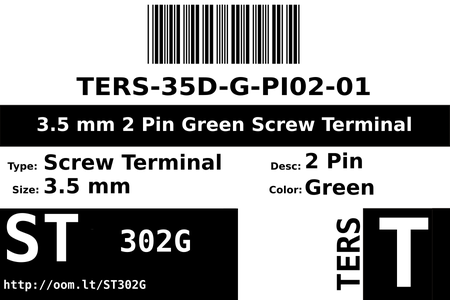 TERS-35D-G-PI02-01
3.5 mm 2 Pin Green Screw Terminal
Type: Screw Terminal
Desc: 2 Pin
Size: 3.5 mm
Color: Green
ST 302G
http://oom.lt/ST302G
TERS
T